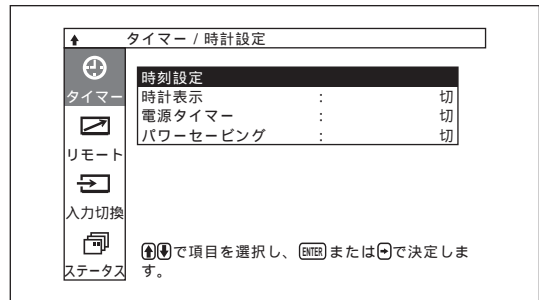 タイマー / 時計設定
タイマー
リモート
入力切換
ステータス
時刻設定
時計表示 : 切
電源タイマー : 切
パワーセービング : 切
で項目を選択し、ENTERまたはで決定しま
す。